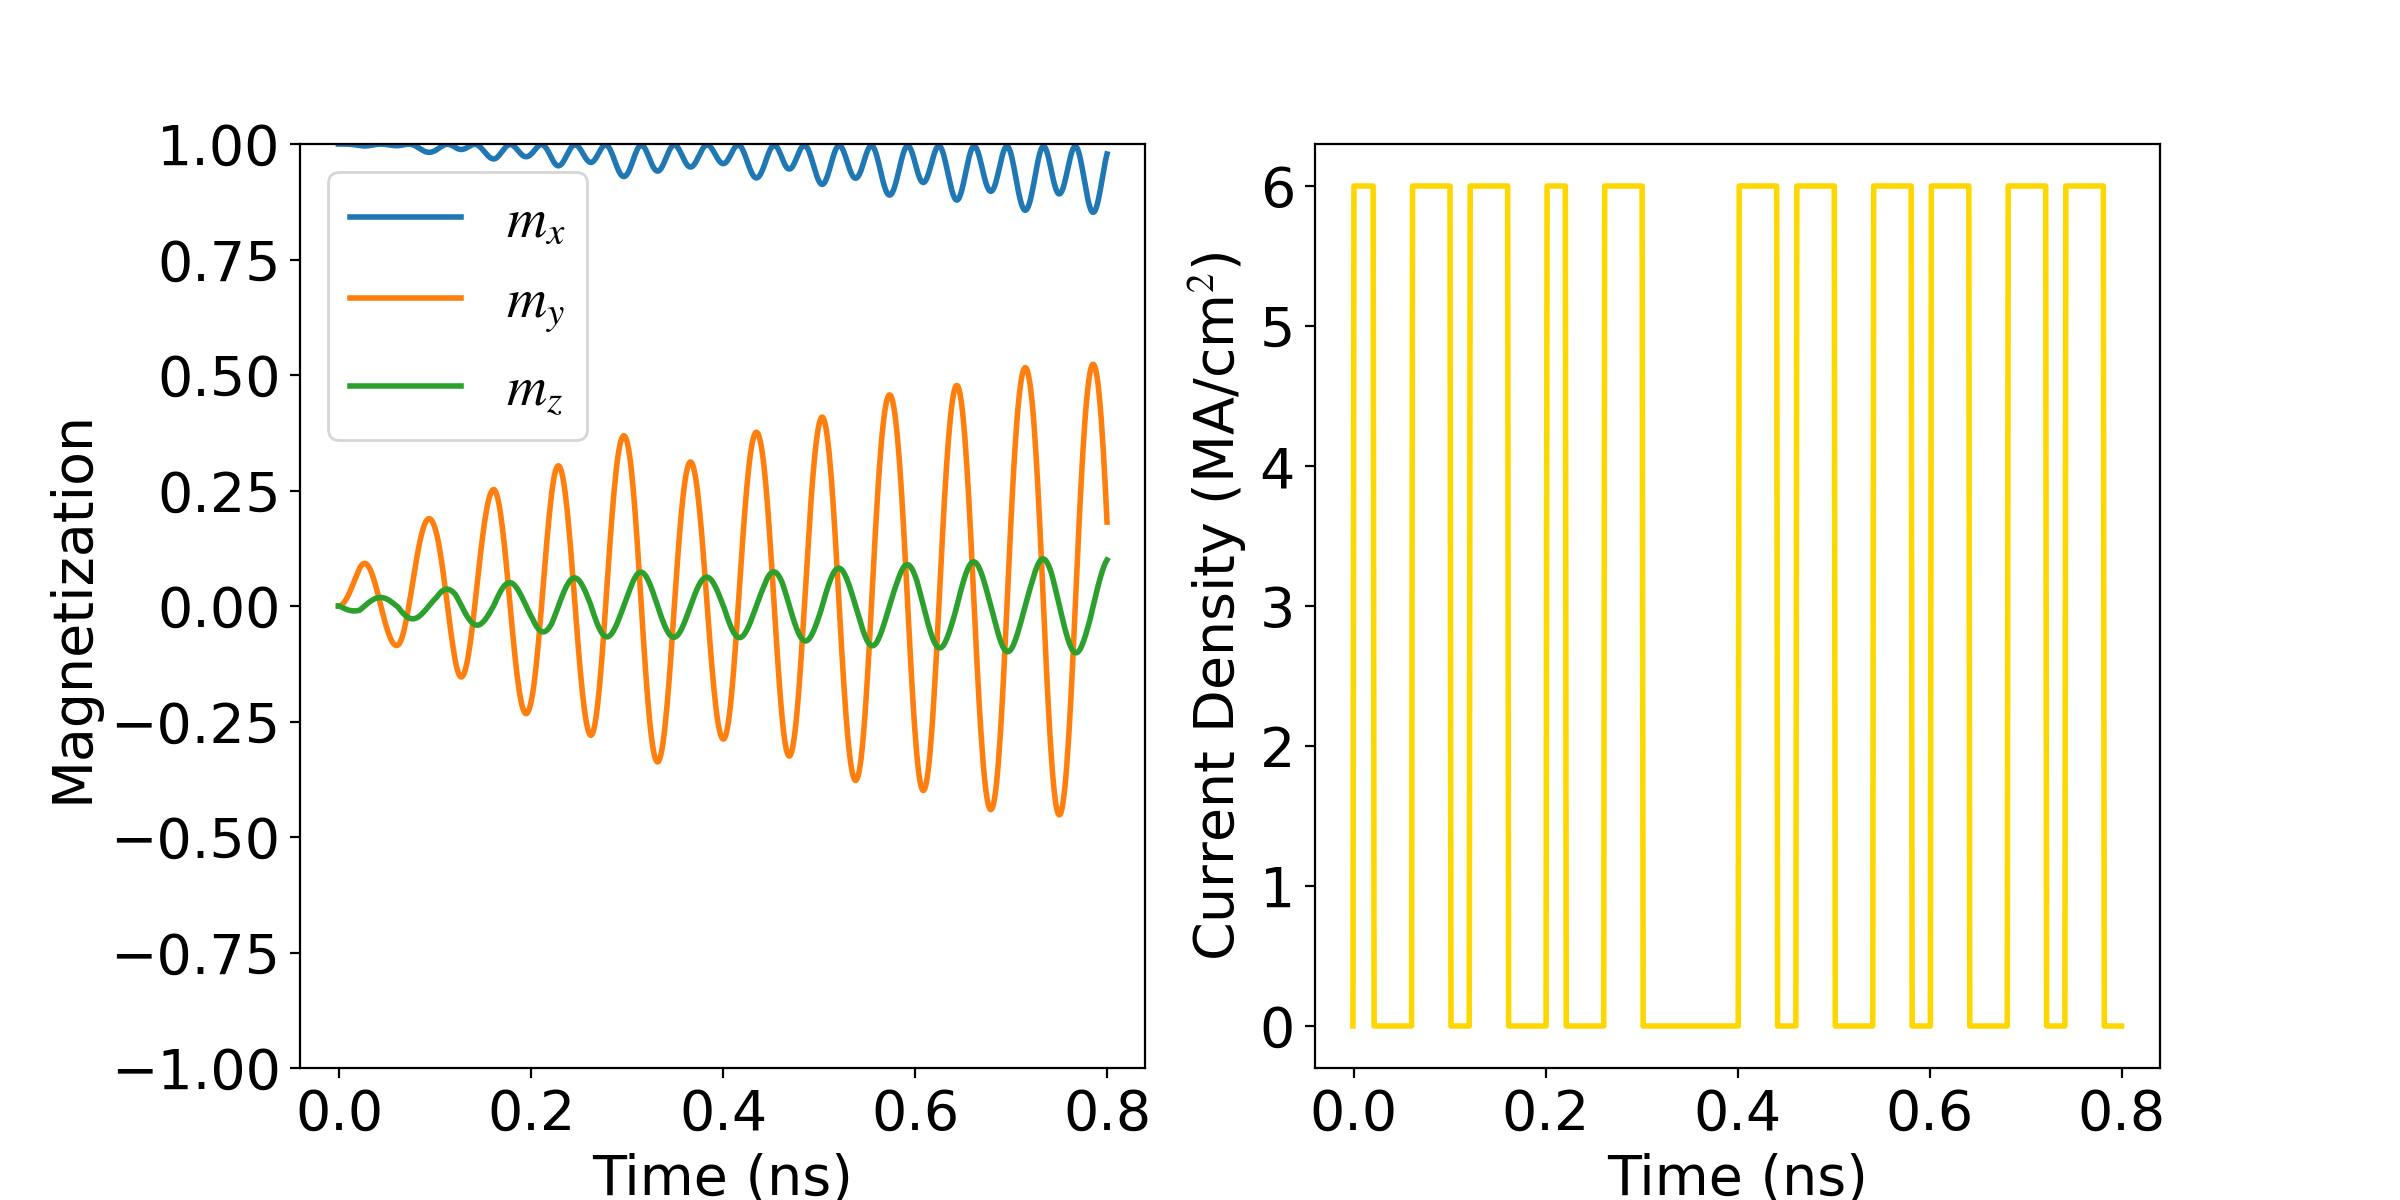 1.00
0.75
0.50
0.25
0.00
−0.25
−0.50
−0.75
−1.00
Magnetization
m_x
m_y
m_z
0.0 0.2 0.4 0.6 0.8
Time (ns)
6
5
4
3
2
1
0
Current Density (MA/cm²)
0.0 0.2 0.4 0.6 0.8
Time (ns)